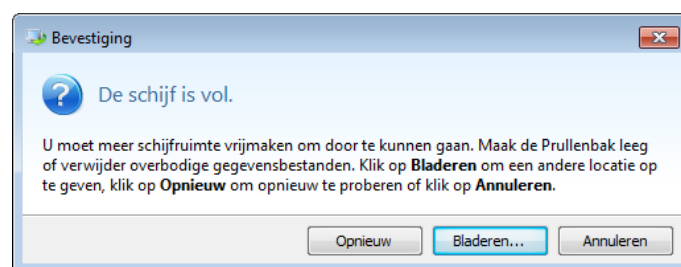 Bevestiging
De schijf is vol.
U moet meer schijfruimte vrijmaken om door te kunnen gaan. Maak de Prullenbak leeg
of verwijder overbodige gegevensbestanden. Klik op Bladeren om een andere locatie op
te geven, klik op Opnieuw om opnieuw te proberen of klik op Annuleren.
Opnieuw Bladeren... Annuleren